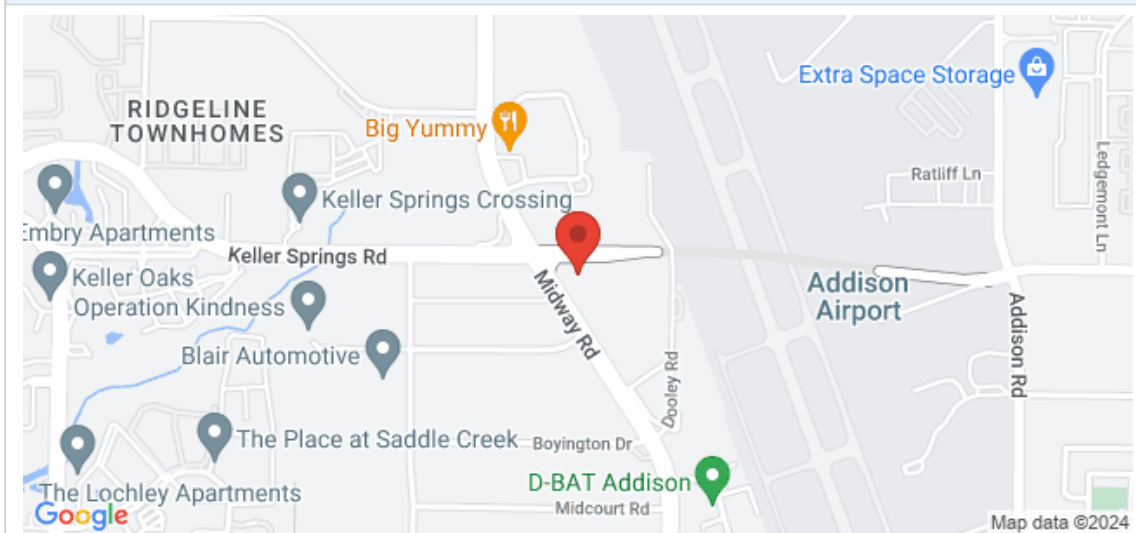 Extra Space Storage
RIDGELINE
TOWNHOMES
Big Yummy
Ratliff Ln
Ledgemont Ln
Keller Springs Crossing
Embry Apartments
Keller Springs Rd
Keller Oaks
Operation Kindness
Midway Rd
Addison
Airport
Addison Rd
Blair Automotive
Dooley Rd
The Place at Saddle Creek
Boyington Dr
D-BAT Addison
The Lochley Apartments
Midcourt Rd
Google
Map data ©2024